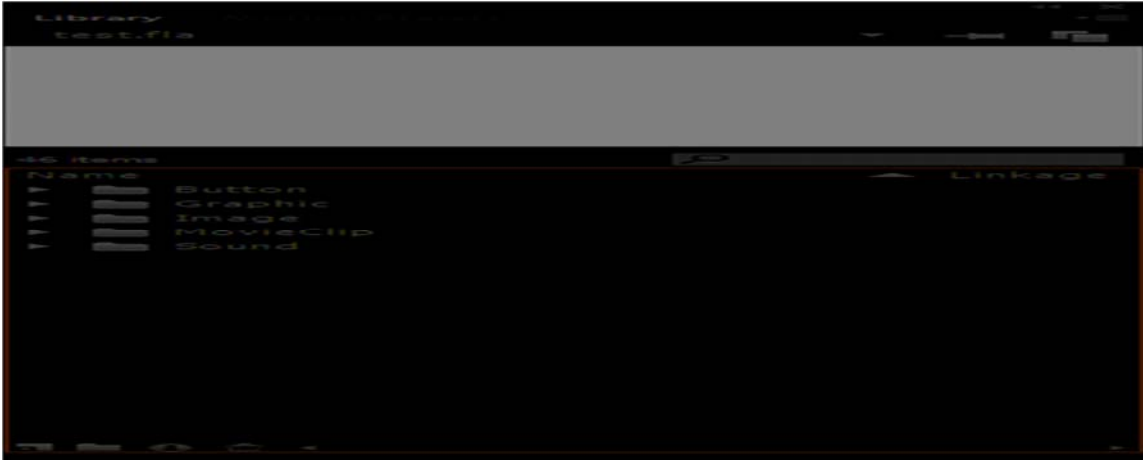 Library
test.fla
46 items
Name Linkage
Button
Graphic
Image
MovieClip
Sound